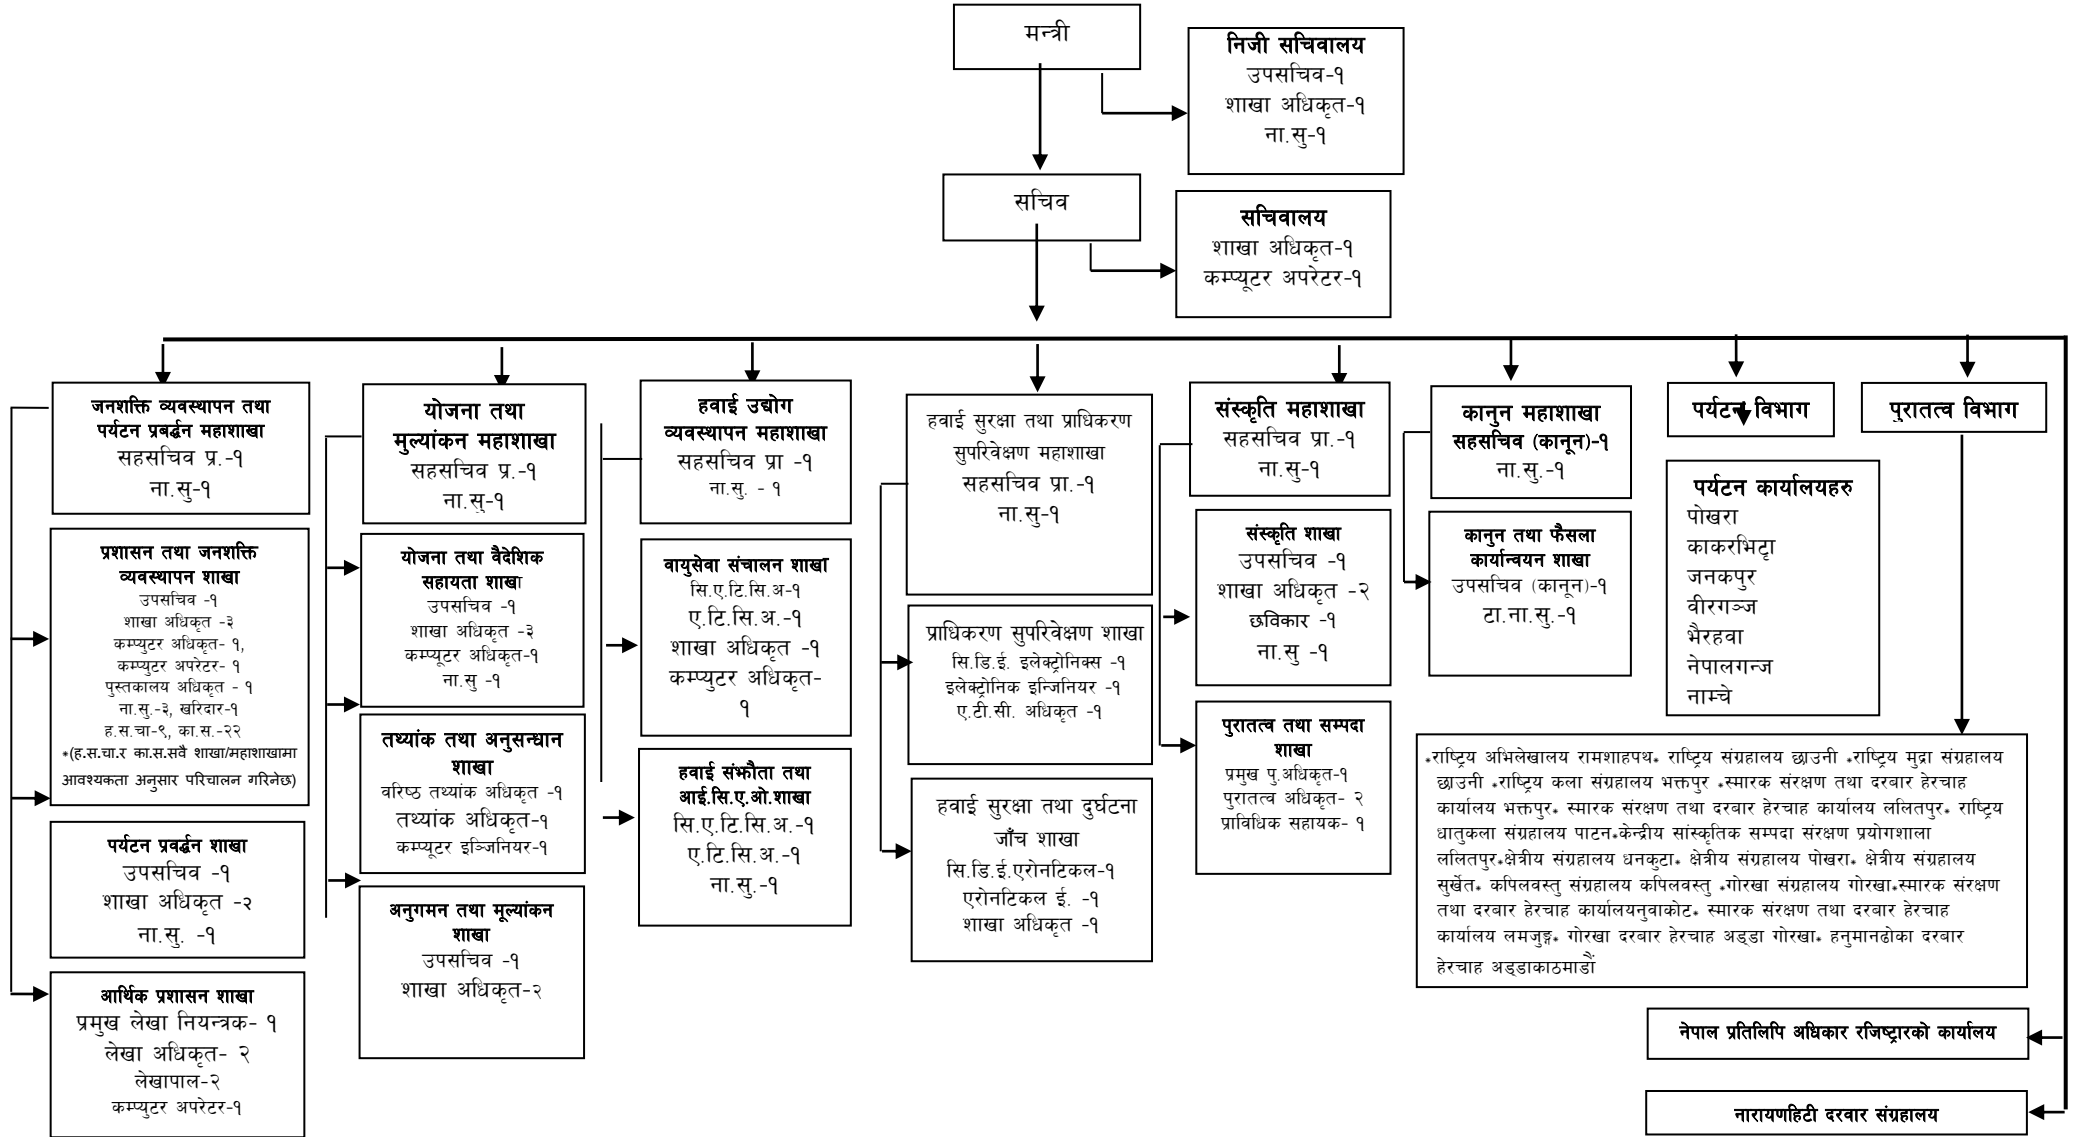 मन्त्री
निजी सचिवालय
उपसचिव-१
शाखा अधिकृत-१
ना.सु-१
सचिव
सचिवालय
शाखा अधिकृत-१
कम्प्यूटर अपरेटर-१
जनशक्ति व्यवस्थापन तथा
पर्यटन प्रबर्द्धन महाशाखा
सहसचिव प्र.-१
ना.सु-१
प्रशासन तथा जनशक्ति
व्यवस्थापन शाखा
उपसचिव -१
शाखा अधिकृत -३
कम्प्युटर अधिकृत- १,
कम्प्युटर अपरेटर- १
पुस्तकालय अधिकृत - १
ना.सु.-३, खरिदार-१
ह.स.चा-९, का.स.-२२
*(ह.स.चा.र का.स.सवै शाखा/महाशाखामा
आवश्यकता अनुसार परिचालन गरिनेछ)
पर्यटन प्रवर्द्धन शाखा
उपसचिव -१
शाखा अधिकृत -२
ना.सु. -१
आर्थिक प्रशासन शाखा
प्रमुख लेखा नियन्त्रक- १
लेखा अधिकृत- २
लेखापाल-२
कम्प्युटर अपरेटर-१
योजना तथा
मुल्यांकन महाशाखा
सहसचिव प्र.-१
ना.सु-१
योजना तथा वैदेशिक
सहायता शाखा
उपसचिव -१
शाखा अधिकृत -३
कम्प्यूटर अधिकृत-१
ना.सु -१
तथ्यांक तथा अनुसन्धान
शाखा
वरिष्ठ तथ्यांक अधिकृत -१
तथ्यांक अधिकृत-१
कम्प्यूटर इञ्जिनियर-१
अनुगमन तथा मूल्यांकन
शाखा
उपसचिव -१
शाखा अधिकृत-२
हवाई उद्योग
व्यवस्थापन महाशाखा
सहसचिव प्रा -१
ना.सु. - १
वायुसेवा संचालन शाखा
सि.ए.टि.सि.अ-१
ए.टि.सि.अ.-१
शाखा अधिकृत -१
कम्प्युटर अधिकृत-
१
हवाई संझौता तथा
आई.सि.ए.ओ.शाखा
सि.ए.टि.सि.अ.-१
ए.टि.सि.अ.-१
ना.सु.-१
हवाई सुरक्षा तथा प्राधिकरण
सुपरिवेक्षण महाशाखा
सहसचिव प्रा.-१
ना.सु-१
प्राधिकरण सुपरिवेक्षण शाखा
सि.डि.ई. इलेक्ट्रोनिक्स -१
इलेक्ट्रोनिक इन्जिनियर -१
ए.टी.सी. अधिकृत -१
हवाई सुरक्षा तथा दुर्घटना
जाँच शाखा
सि.डि.ई.एरोनटिकल-१
एरोनटिकल ई. -१
शाखा अधिकृत -१
संस्कृति महाशाखा
सहसचिव प्रा.-१
ना.सु-१
संस्कृति शाखा
उपसचिव -१
शाखा अधिकृत -२
छविकार -१
ना.सु -१
पुरातत्व तथा सम्पदा
शाखा
प्रमुख पु.अधिकृत-१
पुरातत्व अधिकृत- २
प्राविधिक सहायक- १
कानुन महाशाखा
सहसचिव (कानून)-१
ना.सु.-१
कानुन तथा फैसला
कार्यान्वयन शाखा
उपसचिव (कानून)-१
टा.ना.सु.-१
पर्यटन विभाग
पर्यटन कार्यालयहरु
पोखरा
काकरभिट्टा
जनकपुर
वीरगञ्ज
भैरहवा
नेपालगन्ज
नाम्चे
पुरातत्व विभाग
*राष्ट्रिय अभिलेखालय रामशाहपथ* राष्ट्रिय संग्रहालय छाउनी *राष्ट्रिय मुद्रा संग्रहालय
छाउनी *राष्ट्रिय कला संग्रहालय भक्तपुर *स्मारक संरक्षण तथा दरबार हेरचाह
कार्यालय भक्तपुर* स्मारक संरक्षण तथा दरबार हेरचाह कार्यालय ललितपुर* राष्ट्रिय
धातुकला संग्रहालय पाटन*केन्द्रीय सांस्कृतिक सम्पदा संरक्षण प्रयोगशाला
ललितपुर*क्षेत्रीय संग्रहालय धनकुटा* क्षेत्रीय संग्रहालय पोखरा* क्षेत्रीय संग्रहालय
सुर्खेत* कपिलवस्तु संग्रहालय कपिलवस्तु *गोरखा संग्रहालय गोरखा*स्मारक संरक्षण
तथा दरबार हेरचाह कार्यालयनुवाकोट* स्मारक संरक्षण तथा दरबार हेरचाह
कार्यालय लमजुङ्ग* गोरखा दरबार हेरचाह अड्डा गोरखा* हनुमानढोका दरबार
हेरचाह अड्डाकाठमाडौं
नेपाल प्रतिलिपि अधिकार रजिष्ट्रारको कार्यालय
नारायणहिटी दरवार संग्रहालय